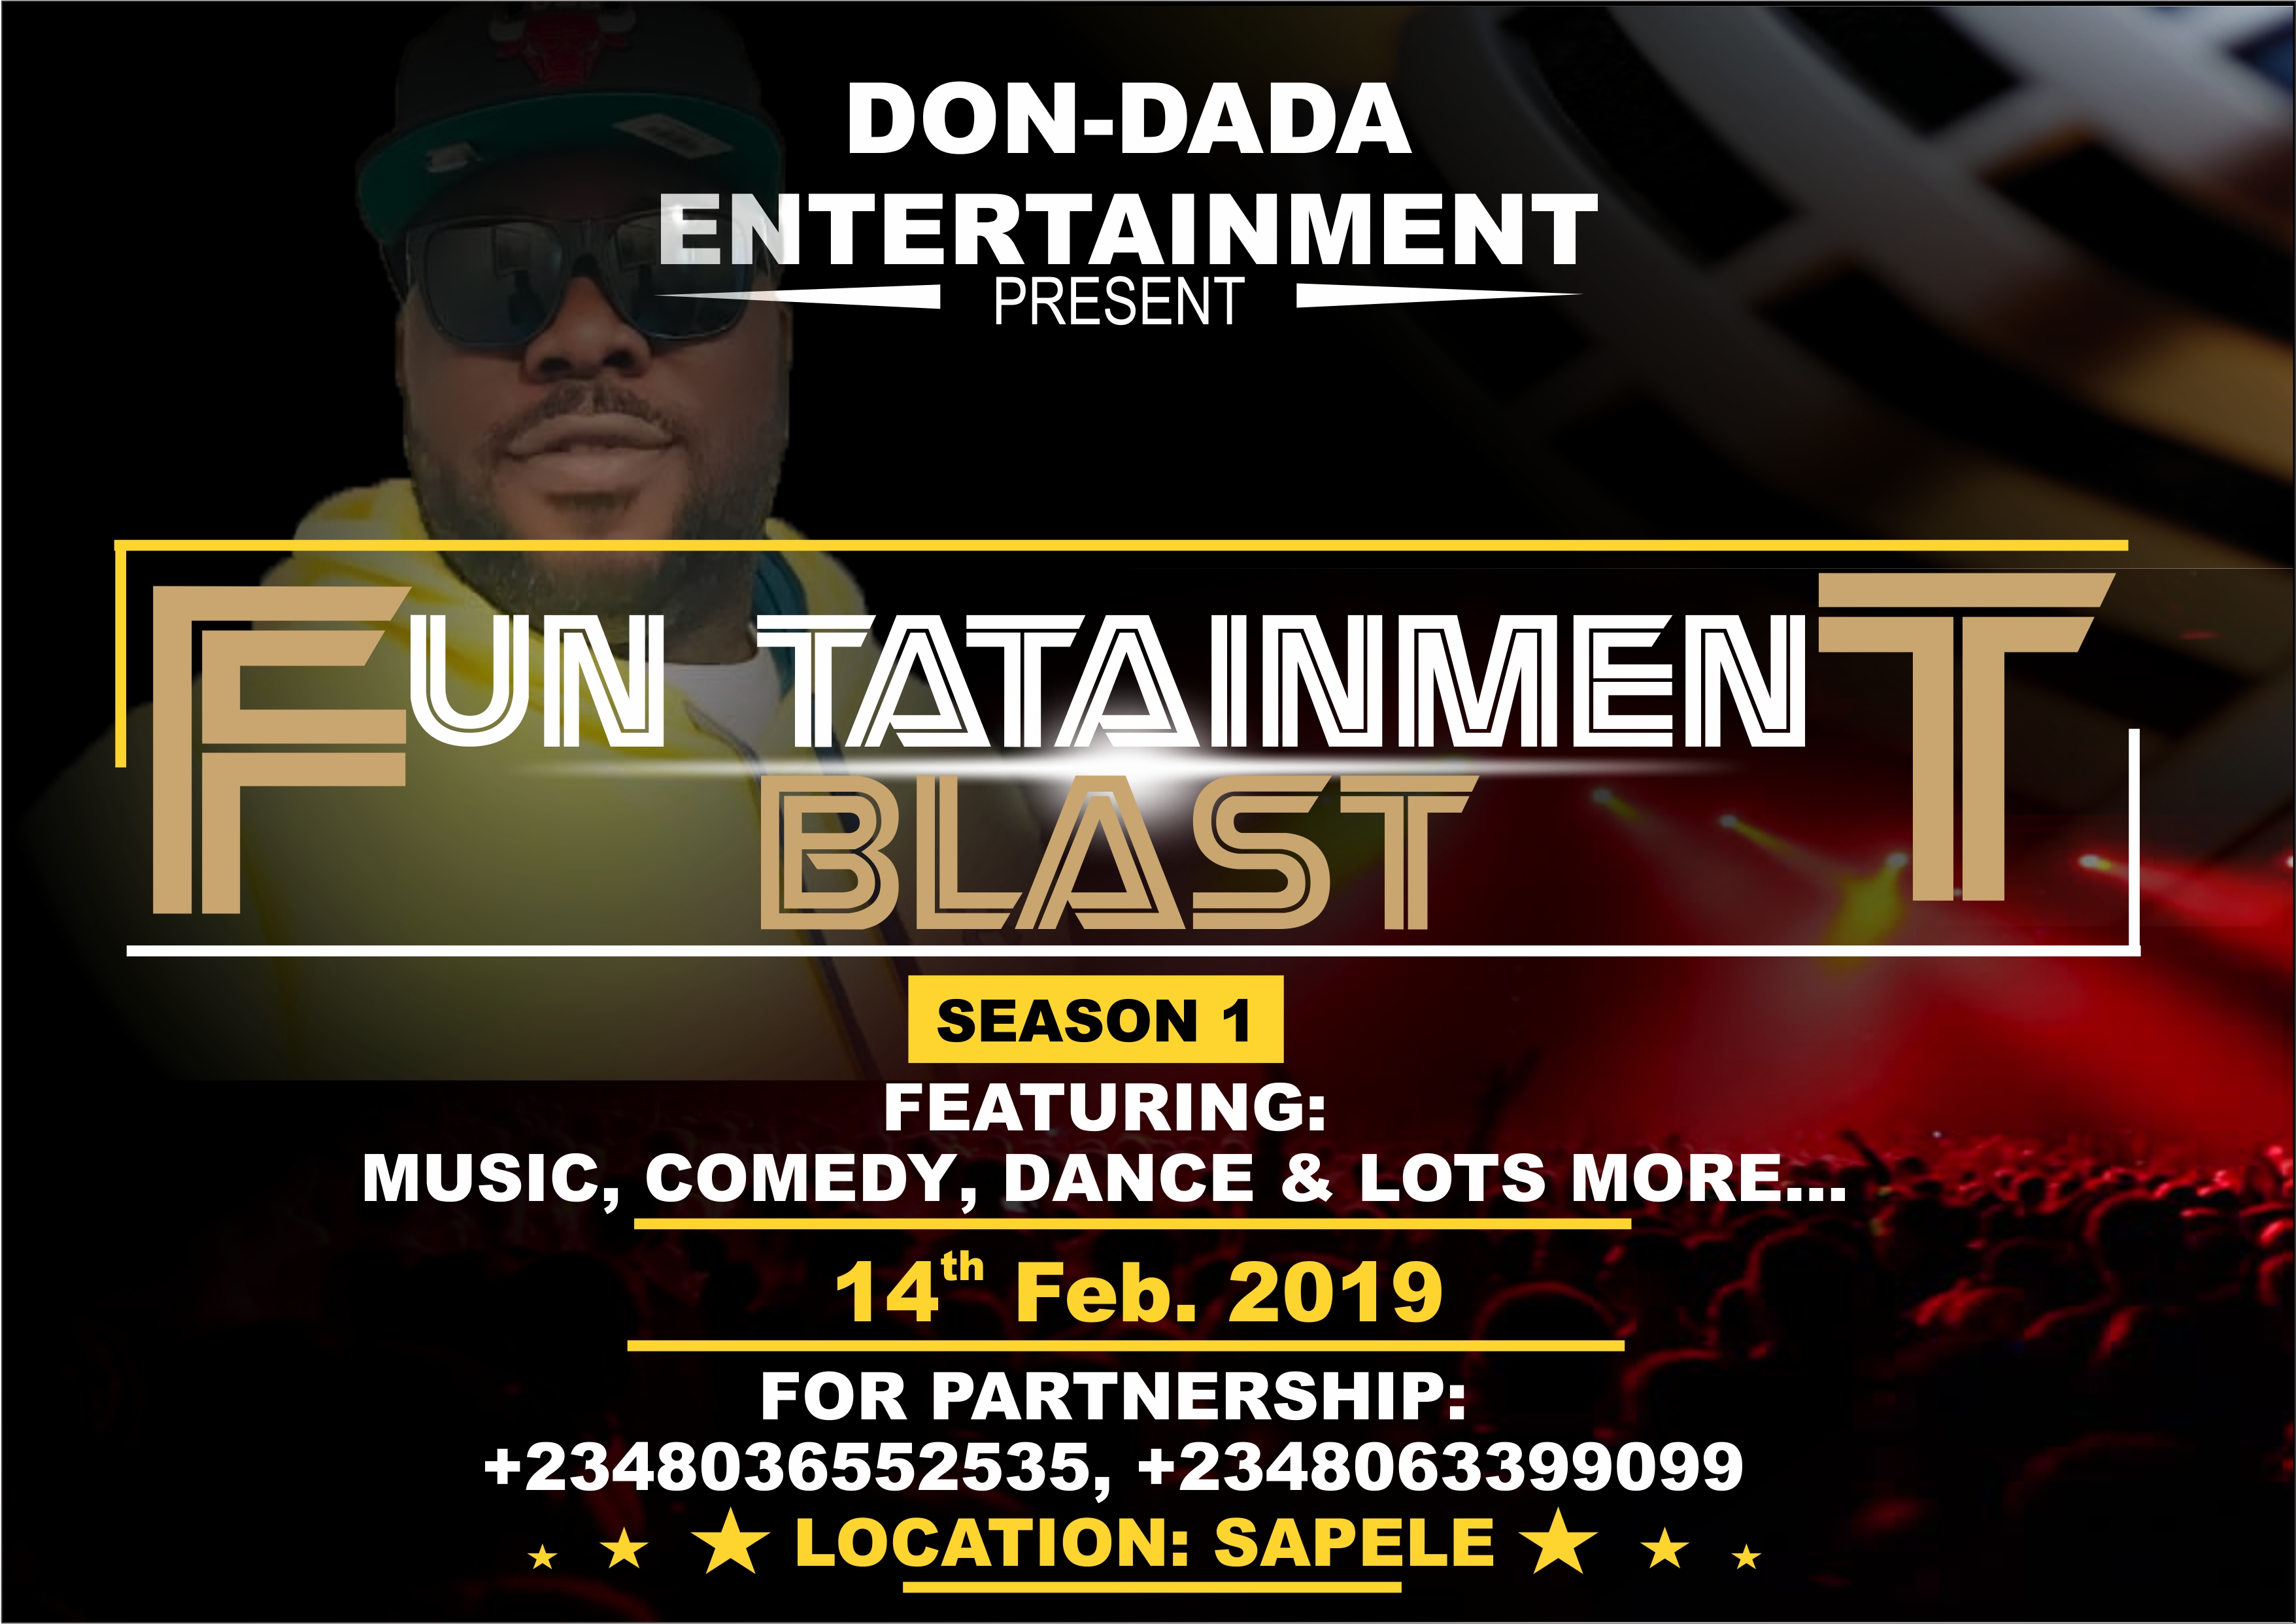 DON-DADA
ENTERTAINMENT
PRESENT
FUN TATAINMENT
BLAST
SEASON 1
FEATURING:
MUSIC, COMEDY, DANCE & LOTS MORE...
14th Feb. 2019
FOR PARTNERSHIP:
+2348036552535, +2348063399099
LOCATION: SAPELE